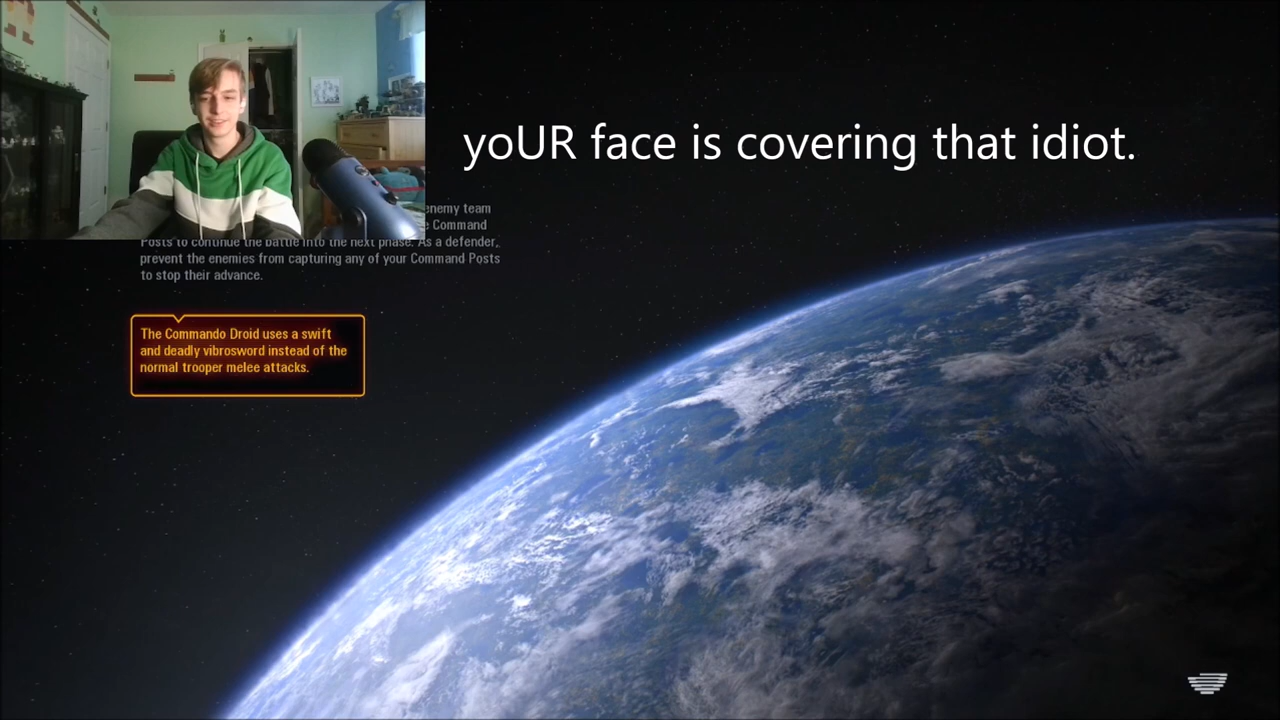 yoUR face is covering that idiot.
enemy team
e Command
Posts to continue the battle into the next phase. As a defender,
prevent the enemies from capturing any of your Command Posts
to stop their advance.
The Commando Droid uses a swift
and deadly vibrosword instead of the
normal trooper melee attacks.